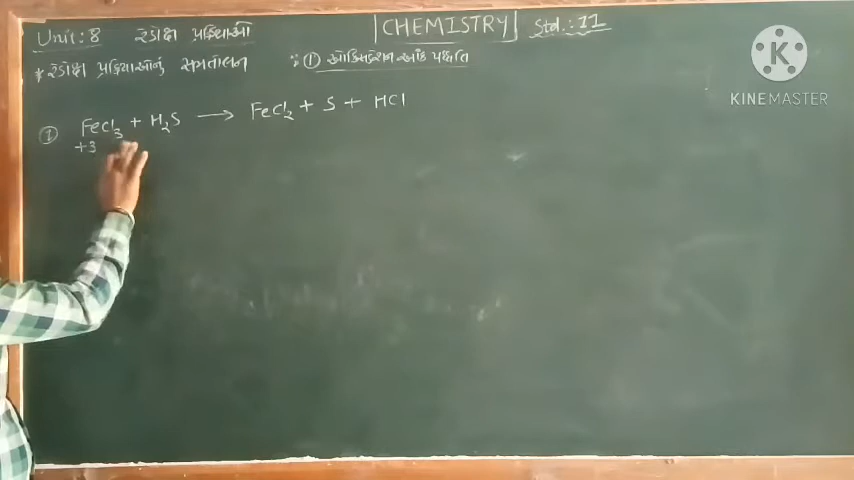 Unit : 8 રેડોક્ષ પ્રક્રિયાઓ |CHEMISTRY| Std. : 11
* રેડોક્ષ પ્રક્રિયાઓનું સમતોલન : ① ઓક્સિડેશન આંક પધ્ધતિ
① FeCl₃ + H₂S ⟶ FeCl₂ + S + HCl
+3
K
KINEMASTER